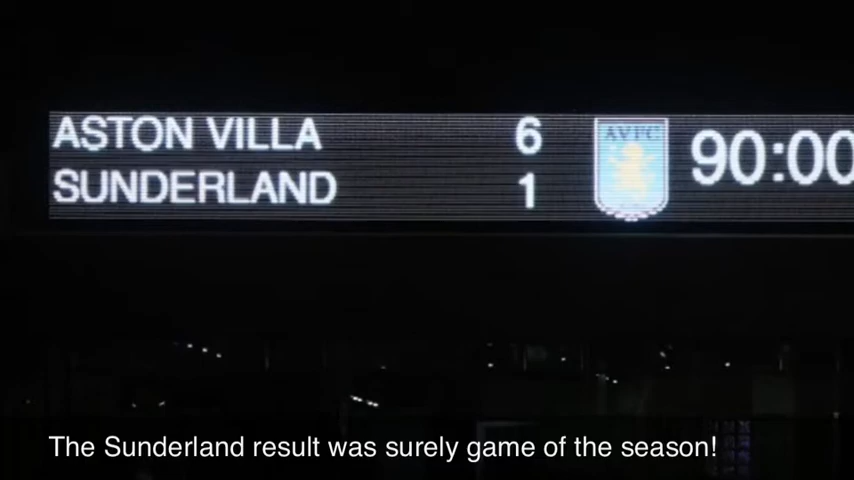 ASTON VILLA 6
SUNDERLAND 1
AVFC
90:00
The Sunderland result was surely game of the season!